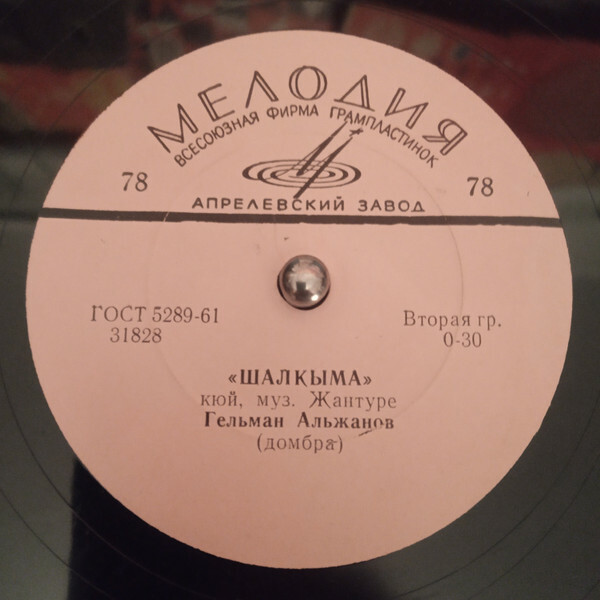 МЕЛОДИЯ
ВСЕСОЮЗНАЯ ФИРМА ГРАМПЛАСТИНОК
78 78
АПРЕЛЕВСКИЙ ЗАВОД
ГОСТ 5289-61 Вторая гр.
31828 0-30
«ШАЛҚЫМА»
кюй, муз. Жантуре
Гельман Альжанов
(домбра)